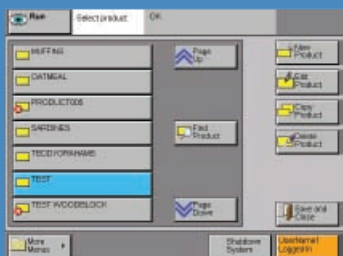 Run
Select product
OK
MUFFINS
OATMEAL
PRODUCT005
SARDINES
TEST
TEST WOODBLOCK
Page
Up
Find
Product
Page
Down
New
Product
Edit
Product
Copy
Product
Delete
Product
Save and
Close
More
Menus
Shutdown
System
Username1
Logged in